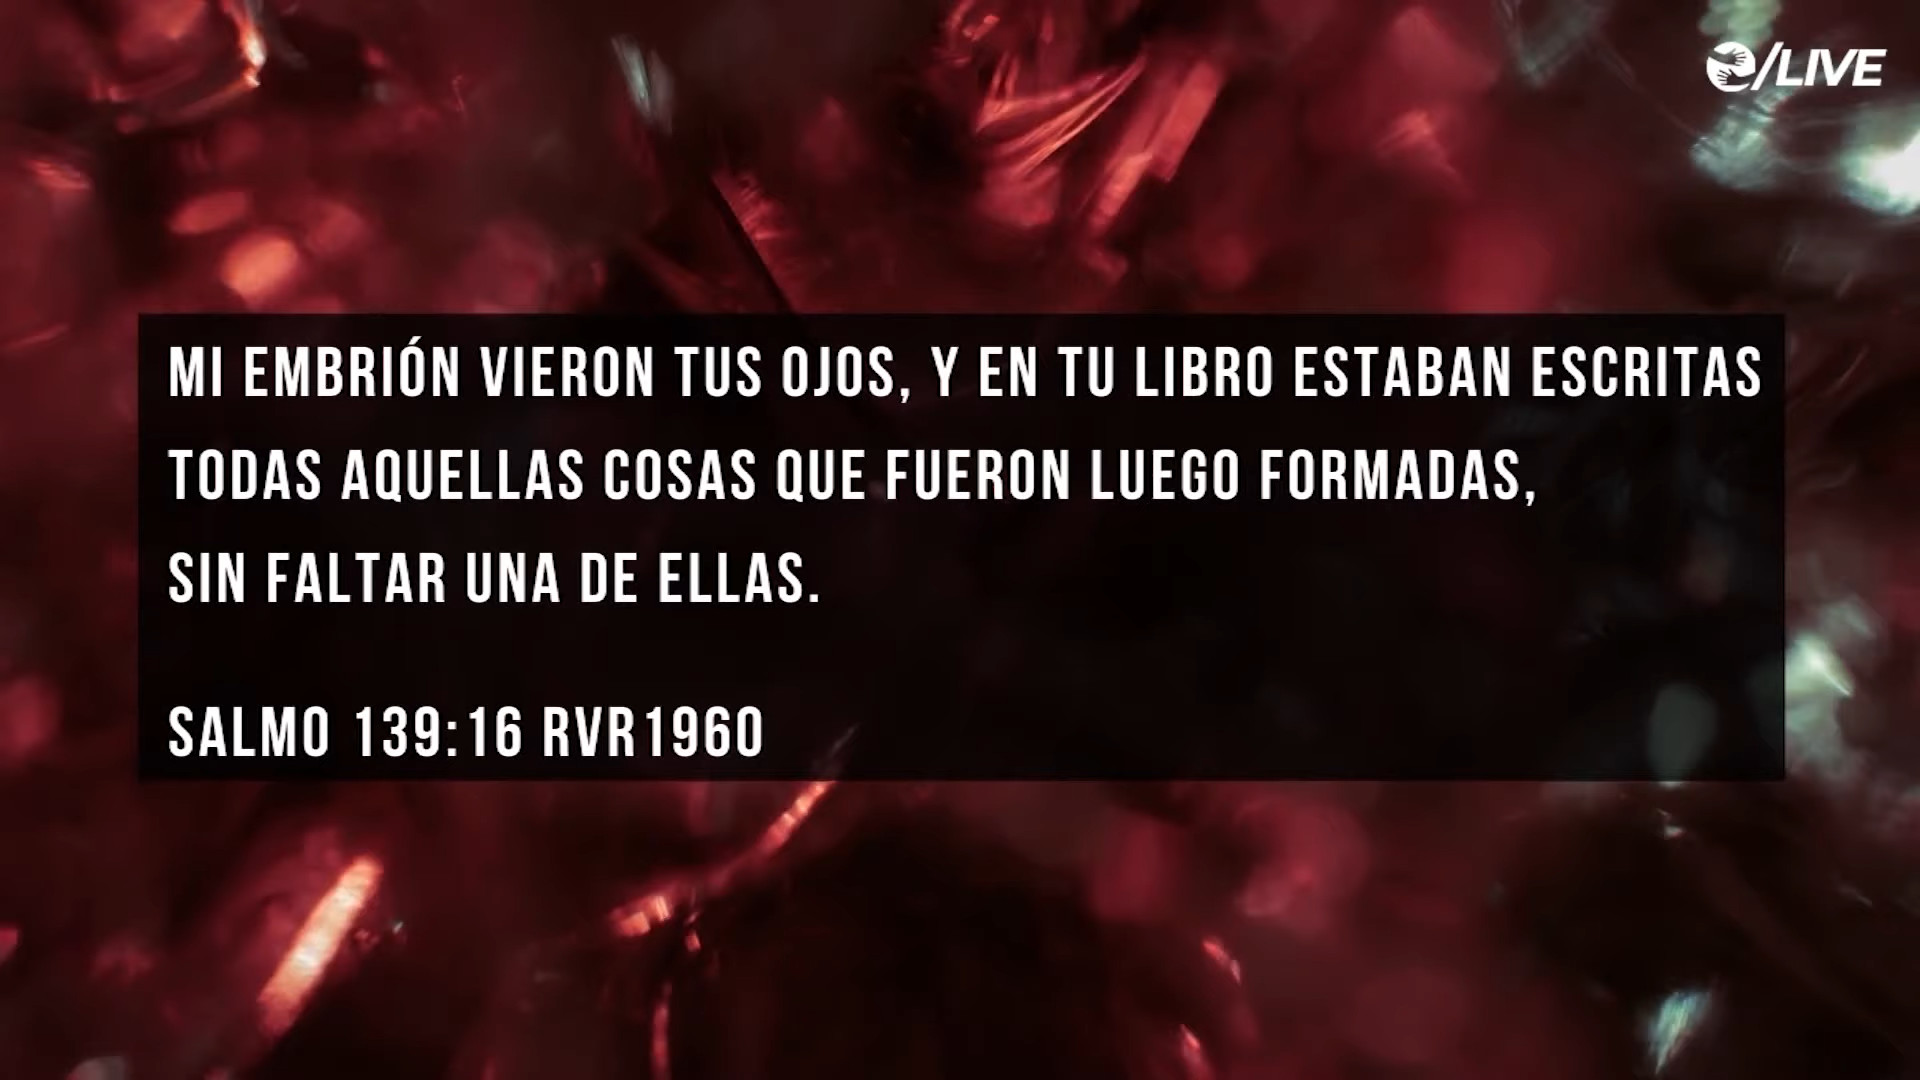 /LIVE
MI EMBRIÓN VIERON TUS OJOS, Y EN TU LIBRO ESTABAN ESCRITAS
TODAS AQUELLAS COSAS QUE FUERON LUEGO FORMADAS,
SIN FALTAR UNA DE ELLAS.
SALMO 139:16 RVR1960